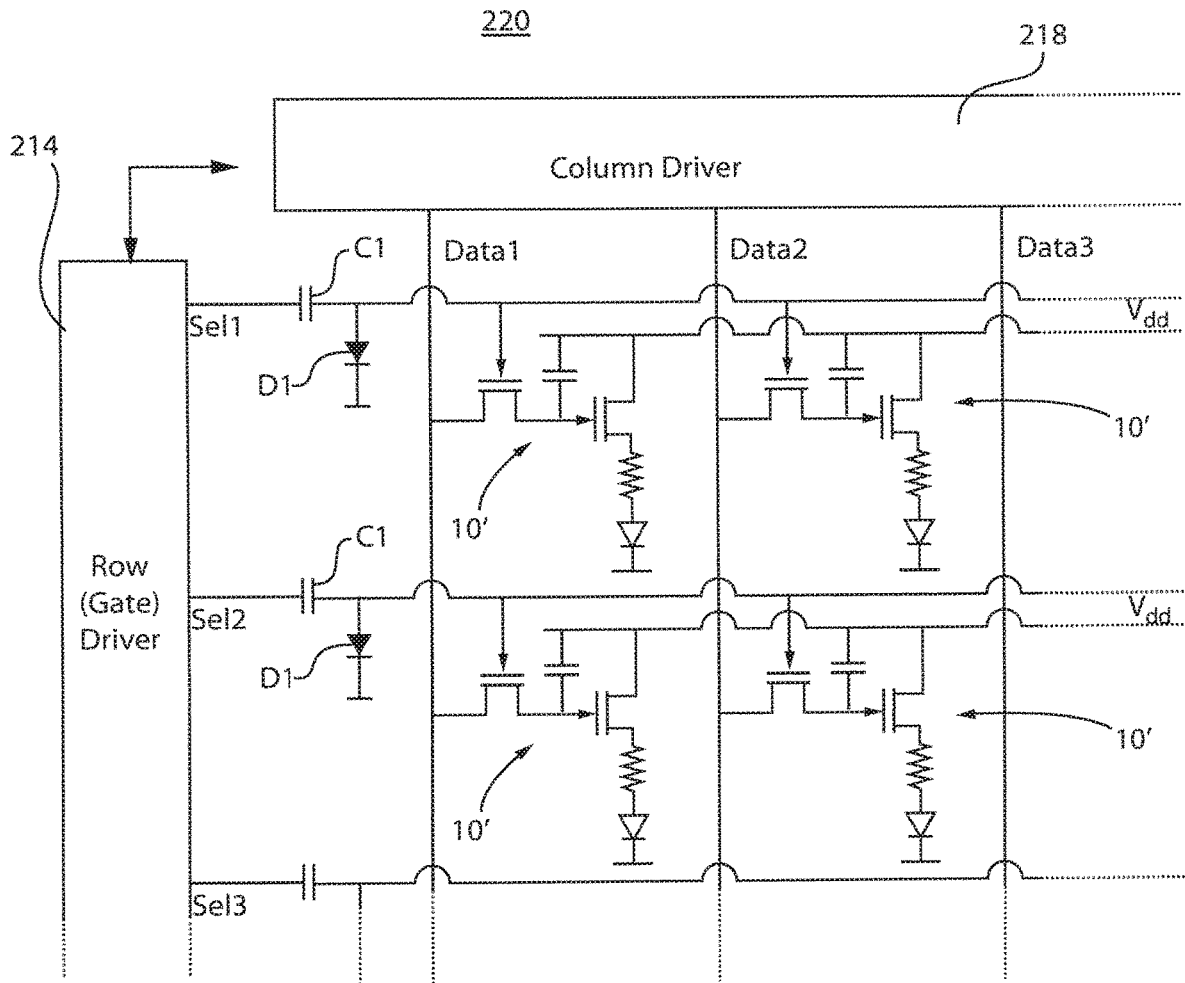 220
218
214
Column Driver
C1
Data1
Data2
Data3
Sel1
Vdd
D1
10'
10'
C1
Row
(Gate)
Driver
Sel2
Vdd
D1
10'
10'
Sel3